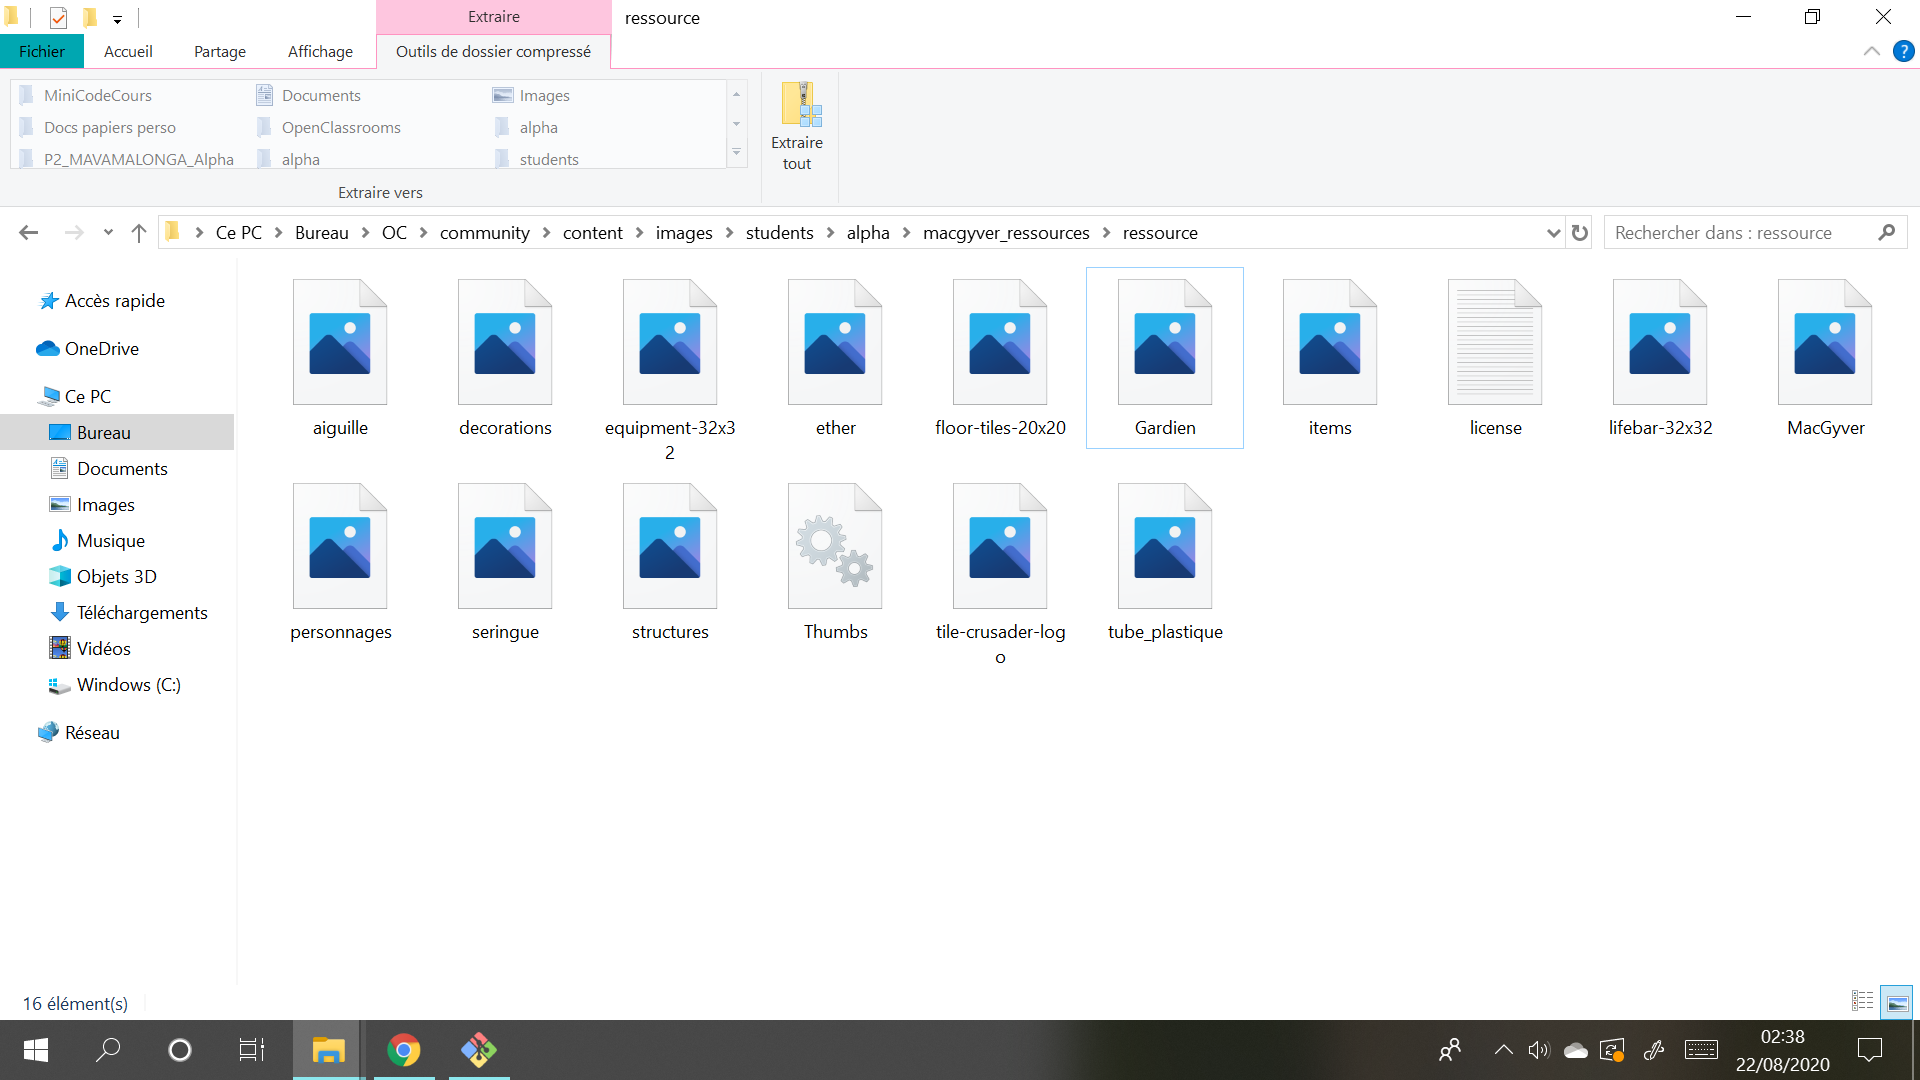 Extraire
ressource
Fichier
Accueil
Partage
Affichage
Outils de dossier compressé
MiniCodeCours
Documents
Images
Docs papiers perso
OpenClassrooms
alpha
P2_MAVAMALONGA_Alpha
alpha
students
Extraire vers
Extraire
tout
Ce PC
Bureau
OC
community
content
images
students
alpha
macgyver_ressources
ressource
Rechercher dans : ressource
Accès rapide
OneDrive
Ce PC
Bureau
Documents
Images
Musique
Objets 3D
Téléchargements
Vidéos
Windows (C:)
Réseau
aiguille
decorations
equipment-32x3
2
ether
floor-tiles-20x20
Gardien
items
license
lifebar-32x32
MacGyver
personnages
seringue
structures
Thumbs
tile-crusader-log
o
tube_plastique
16 élément(s)
02:38
22/08/2020